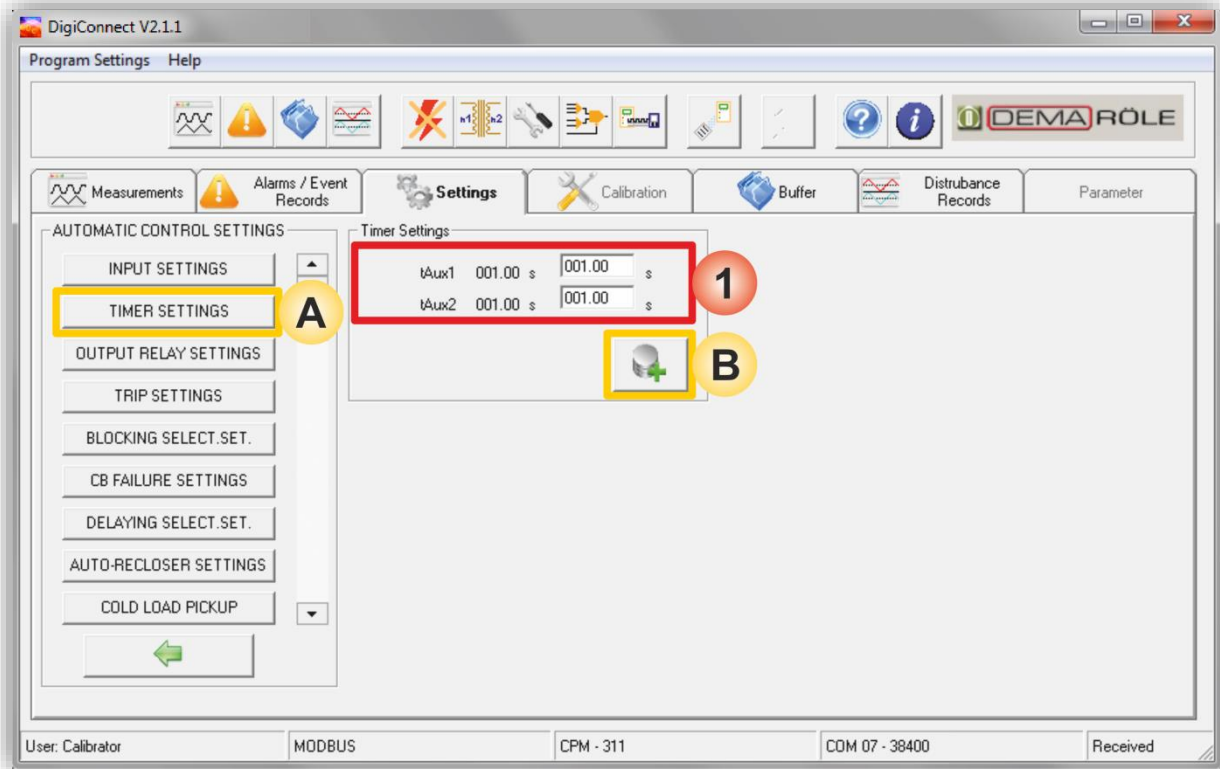 DigiConnect V2.1.1
Program Settings Help
h1 h2
i
DEMA RÖLE
Measurements
Alarms / Event
Records
Settings
Calibration
Buffer
Distrubance
Records
Parameter
AUTOMATIC CONTROL SETTINGS
INPUT SETTINGS
TIMER SETTINGS
OUTPUT RELAY SETTINGS
TRIP SETTINGS
BLOCKING SELECT.SET.
CB FAILURE SETTINGS
DELAYING SELECT.SET.
AUTO-RECLOSER SETTINGS
COLD LOAD PICKUP
A
Timer Settings
tAux1 001.00 s 001.00 s
tAux2 001.00 s 001.00 s
1
B
User: Calibrator MODBUS CPM - 311 COM 07 - 38400 Received